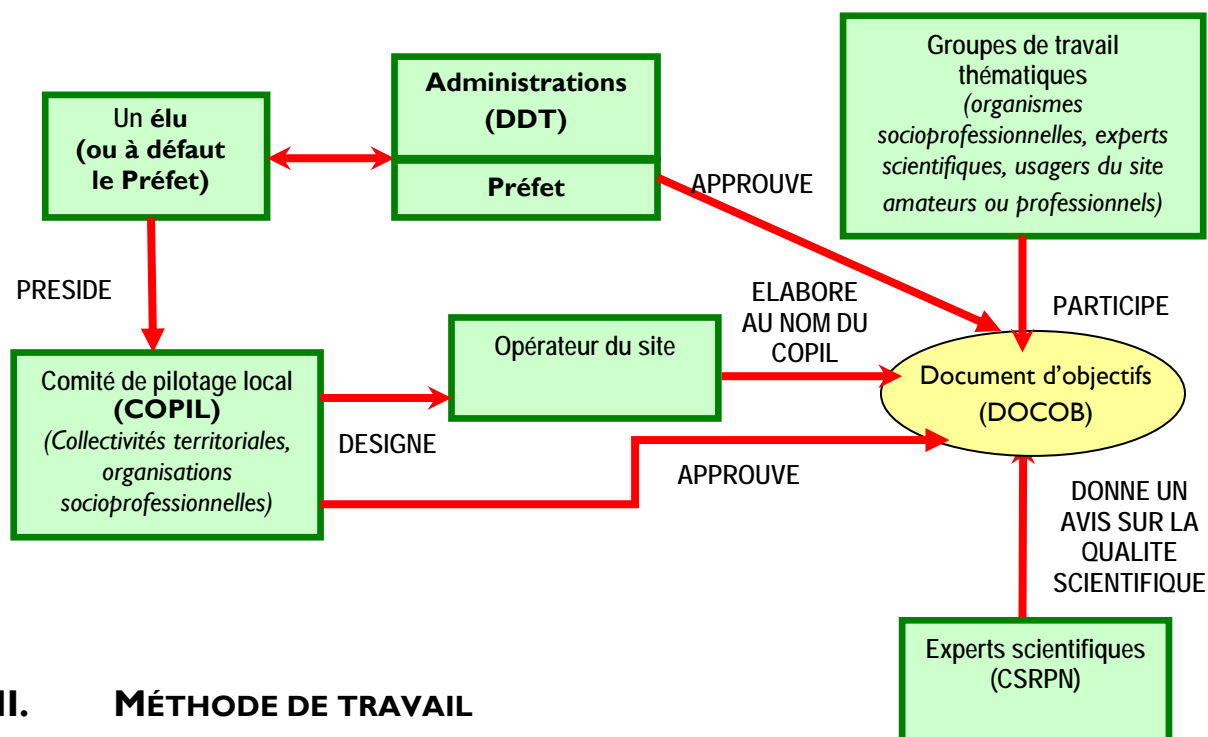 Groupes de travail
thématiques
(organismes
socioprofessionnelles, experts
scientifiques, usagers du site
amateurs ou professionnels)
Administrations
(DDT)
Préfet
Un élu
(ou à défaut
le Préfet)
APPROUVE
PRESIDE
ELABORE
AU NOM DU
COPIL
PARTICIPE
Opérateur du site
Comité de pilotage local
(COPIL)
(Collectivités territoriales,
organisations
socioprofessionnelles)
DESIGNE
Document d'objectifs
(DOCOB)
APPROUVE
DONNE UN
AVIS SUR LA
QUALITE
SCIENTIFIQUE
Experts scientifiques
(CSRPN)
II. MÉTHODE DE TRAVAIL